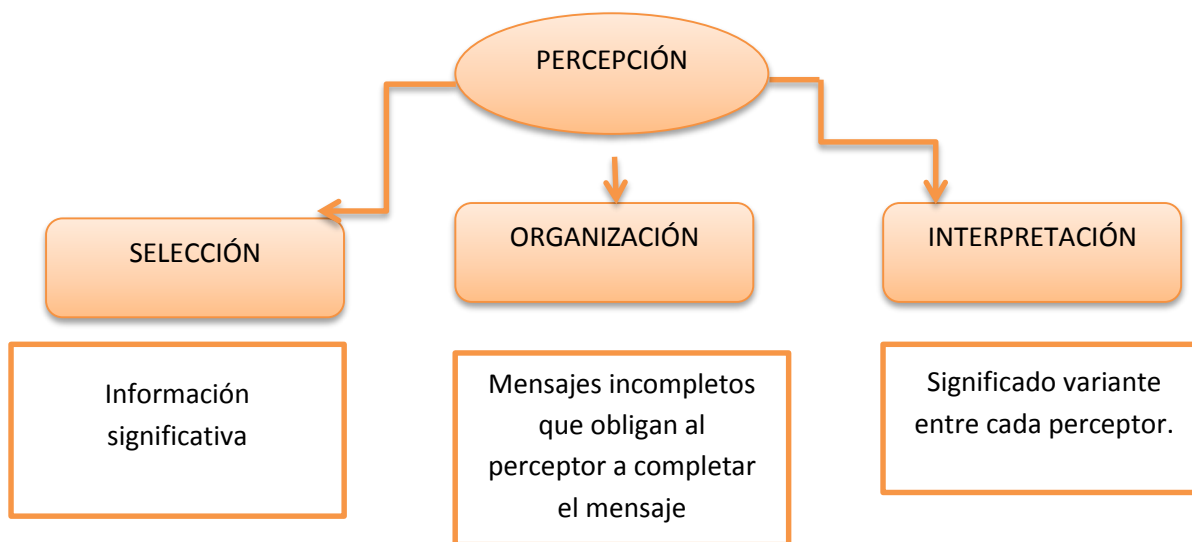 PERCEPCIÓN
SELECCIÓN
ORGANIZACIÓN
INTERPRETACIÓN
Información
significativa
Mensajes incompletos
que obligan al
perceptor a completar
el mensaje
Significado variante
entre cada perceptor.